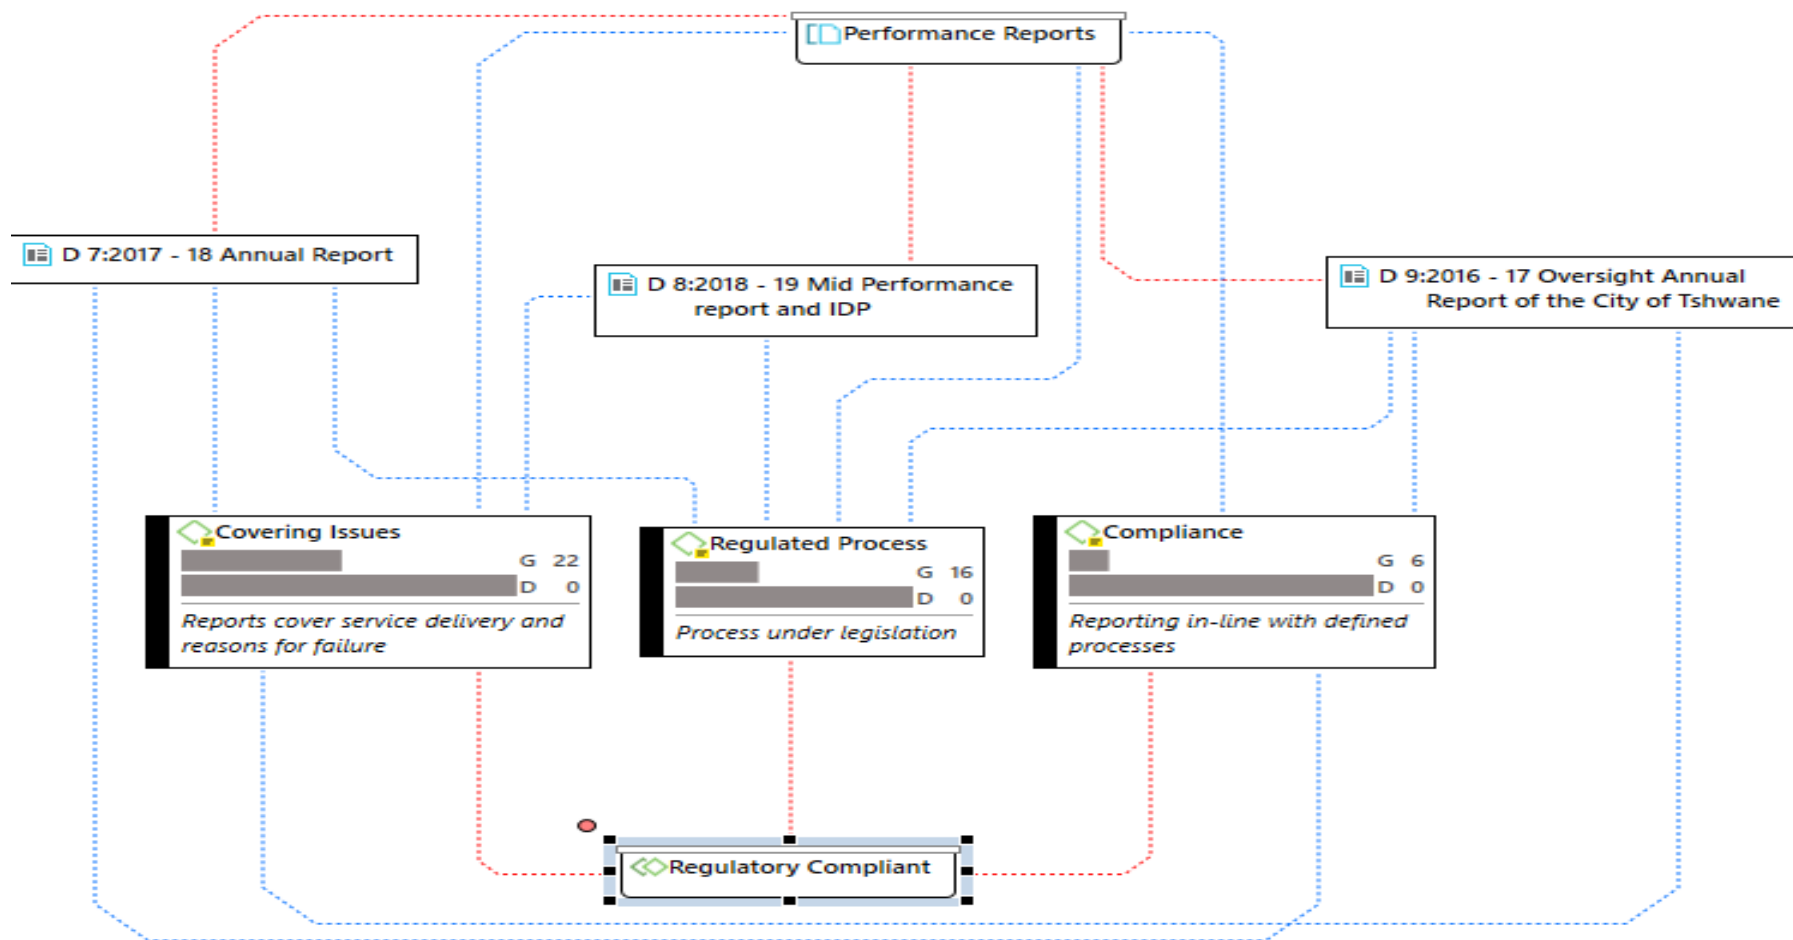 Performance Reports
D 7:2017 - 18 Annual Report
D 8:2018 - 19 Mid Performance
report and IDP
D 9:2016 - 17 Oversight Annual
Report of the City of Tshwane
Covering Issues
G 22
D 0
Reports cover service delivery and
reasons for failure
Regulated Process
G 16
D 0
Process under legislation
Compliance
G 6
D 0
Reporting in-line with defined
processes
Regulatory Compliant